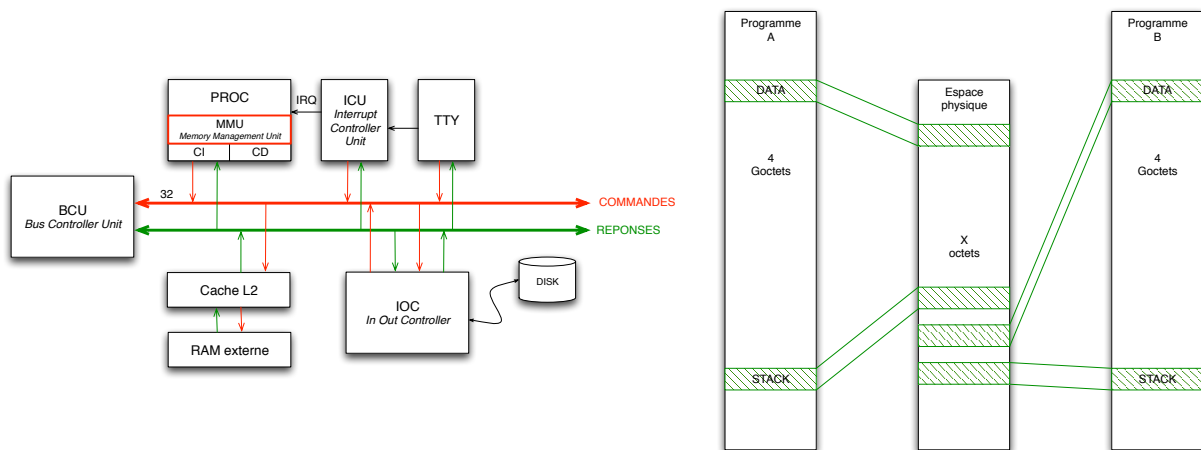 PROC
MMU
Memory Management Unit
CI
CD
IRQ
ICU
Interrupt
Controller
Unit
TTY
BCU
Bus Controller Unit
32
COMMANDES
REPONSES
Cache L2
RAM externe
IOC
In Out Controller
DISK
Programme
A
DATA
4
Goctets
STACK
Espace
physique
X
octets
Programme
B
DATA
4
Goctets
STACK